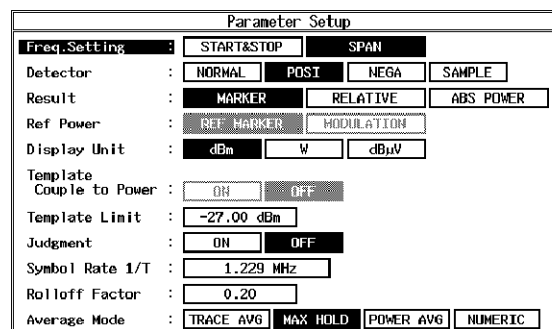 Parameter Setup
Freq.Setting : START&STOP SPAN
Detector : NORMAL POSI NEGA SAMPLE
Result : MARKER RELATIVE ABS POWER
Ref Power : REF MARKER MODULATION
Display Unit : dBm W dBμV
Template
Couple to Power : ON OFF
Template Limit : -27.00 dBm
Judgment : ON OFF
Symbol Rate 1/T : 1.229 MHz
Rolloff Factor : 0.20
Average Mode : TRACE AVG MAX HOLD POWER AVG NUMERIC